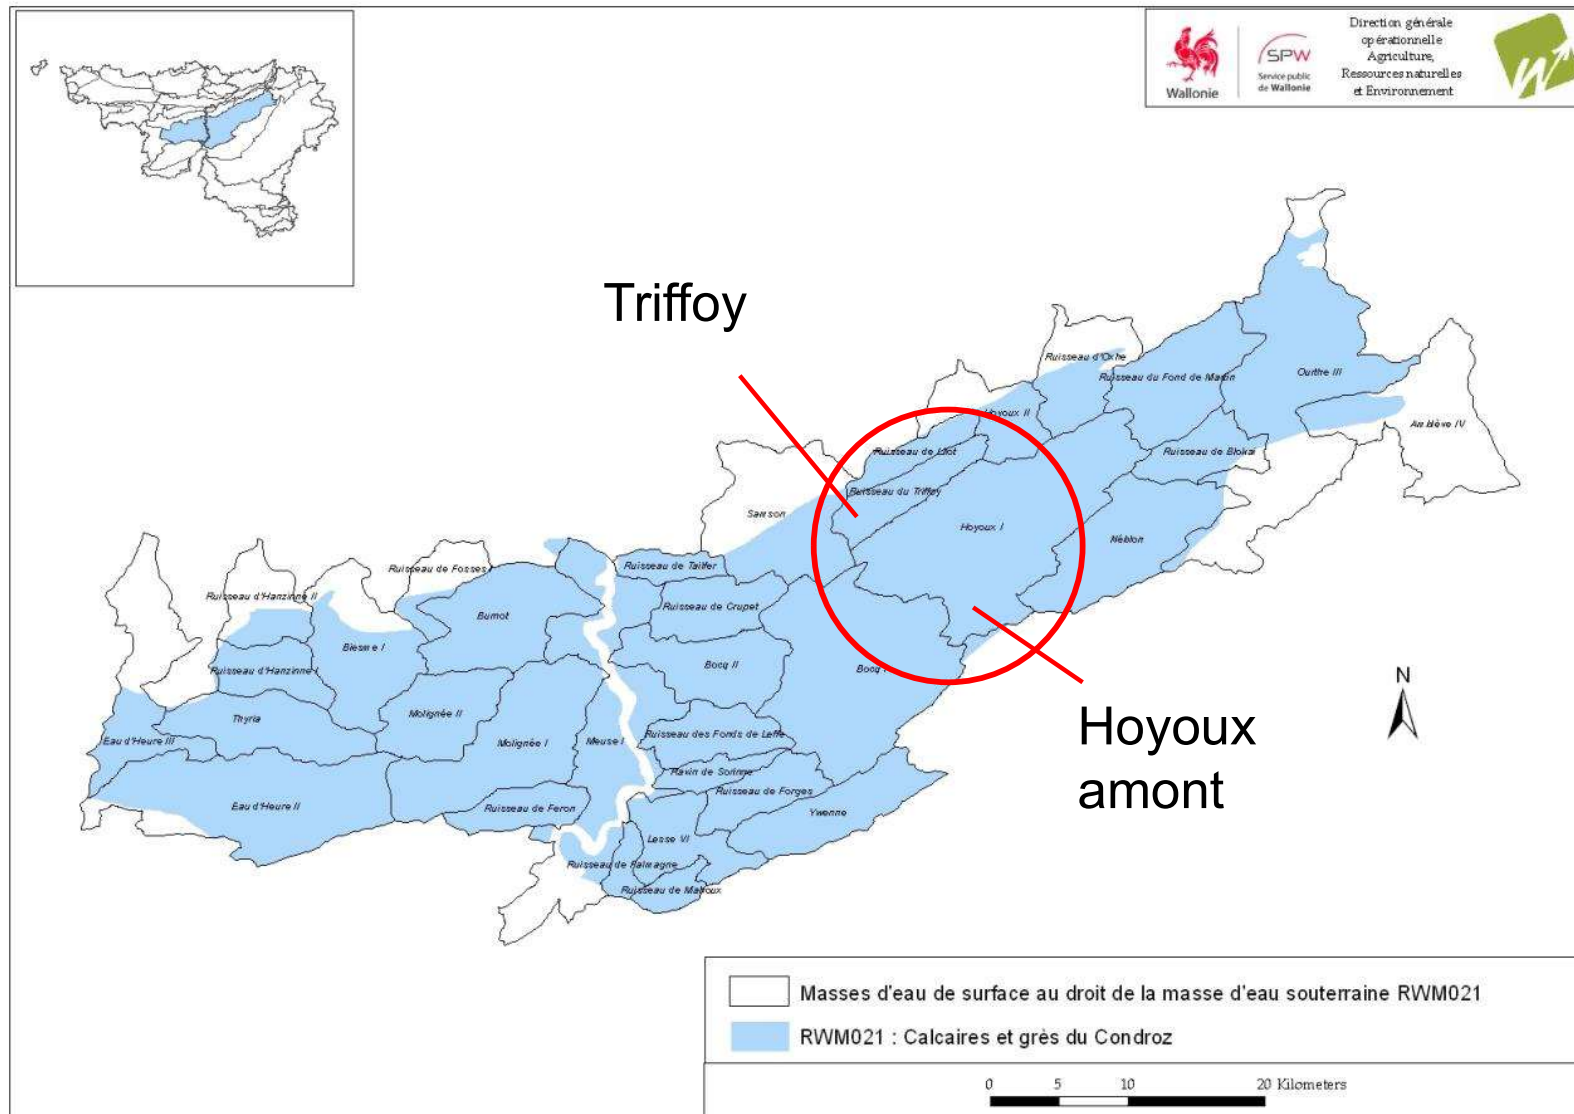 Direction générale
opérationnelle
Agriculture,
Ressources naturelles
et Environnement
Wallonie
SPW
Service public
de Wallonie
Triffoy
Ruisseau d'Oxhe
Ruisseau du Fond de Martin
Ourthe III
Hoyoux II
Amblève IV
Ruisseau de Lilot
Ruisseau de Blokai
Ruisseau du Triffoy
Samson
Hoyoux I
Néblon
Ruisseau de Tailfer
Ruisseau de Fosses
Ruisseau d'Hanzinne II
Ruisseau de Crupet
Burnot
Biesme I
Bocq II
Bocq I
Ruisseau d'Hanzinne I
Molignée II
Thyria
Hoyoux
amont
N
Eau d'Heure III
Molignée I
Meuse I
Ruisseau des Fonds de Leffe
Ravin de Sorinne
Ruisseau de Forges
Eau d'Heure II
Ruisseau de Feron
Ywenne
Lesse VI
Ruisseau de Falmagne
Ruisseau de Mahoux
Masses d'eau de surface au droit de la masse d'eau souterraine RWM021
RWM021 : Calcaires et grès du Condroz
0 5 10 20 Kilometers